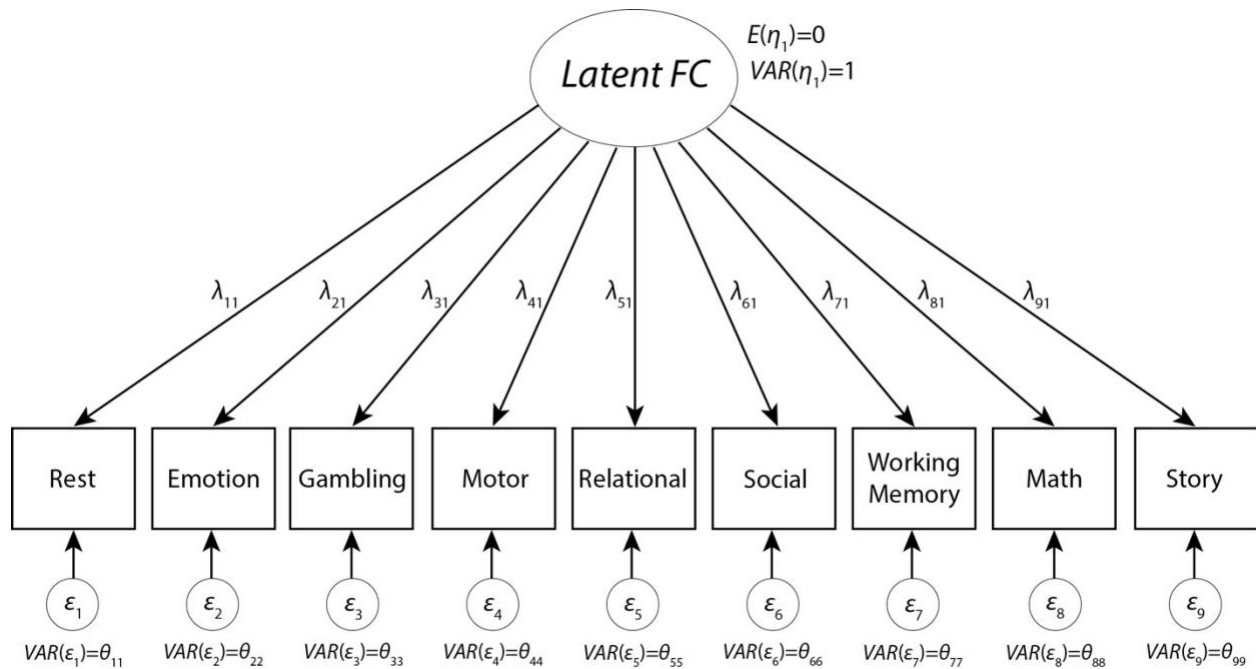 Latent FC
E(η₁)=0
VAR(η₁)=1
λ₁₁
λ₂₁
λ₃₁
λ₄₁
λ₅₁
λ₆₁
λ₇₁
λ₈₁
λ₉₁
Rest
Emotion
Gambling
Motor
Relational
Social
Working
Memory
Math
Story
ε₁
ε₂
ε₃
ε₄
ε₅
ε₆
ε₇
ε₈
ε₉
VAR(ε₁)=θ₁₁
VAR(ε₂)=θ₂₂
VAR(ε₃)=θ₃₃
VAR(ε₄)=θ₄₄
VAR(ε₅)=θ₅₅
VAR(ε₆)=θ₆₆
VAR(ε₇)=θ₇₇
VAR(ε₈)=θ₈₈
VAR(ε₉)=θ₉₉